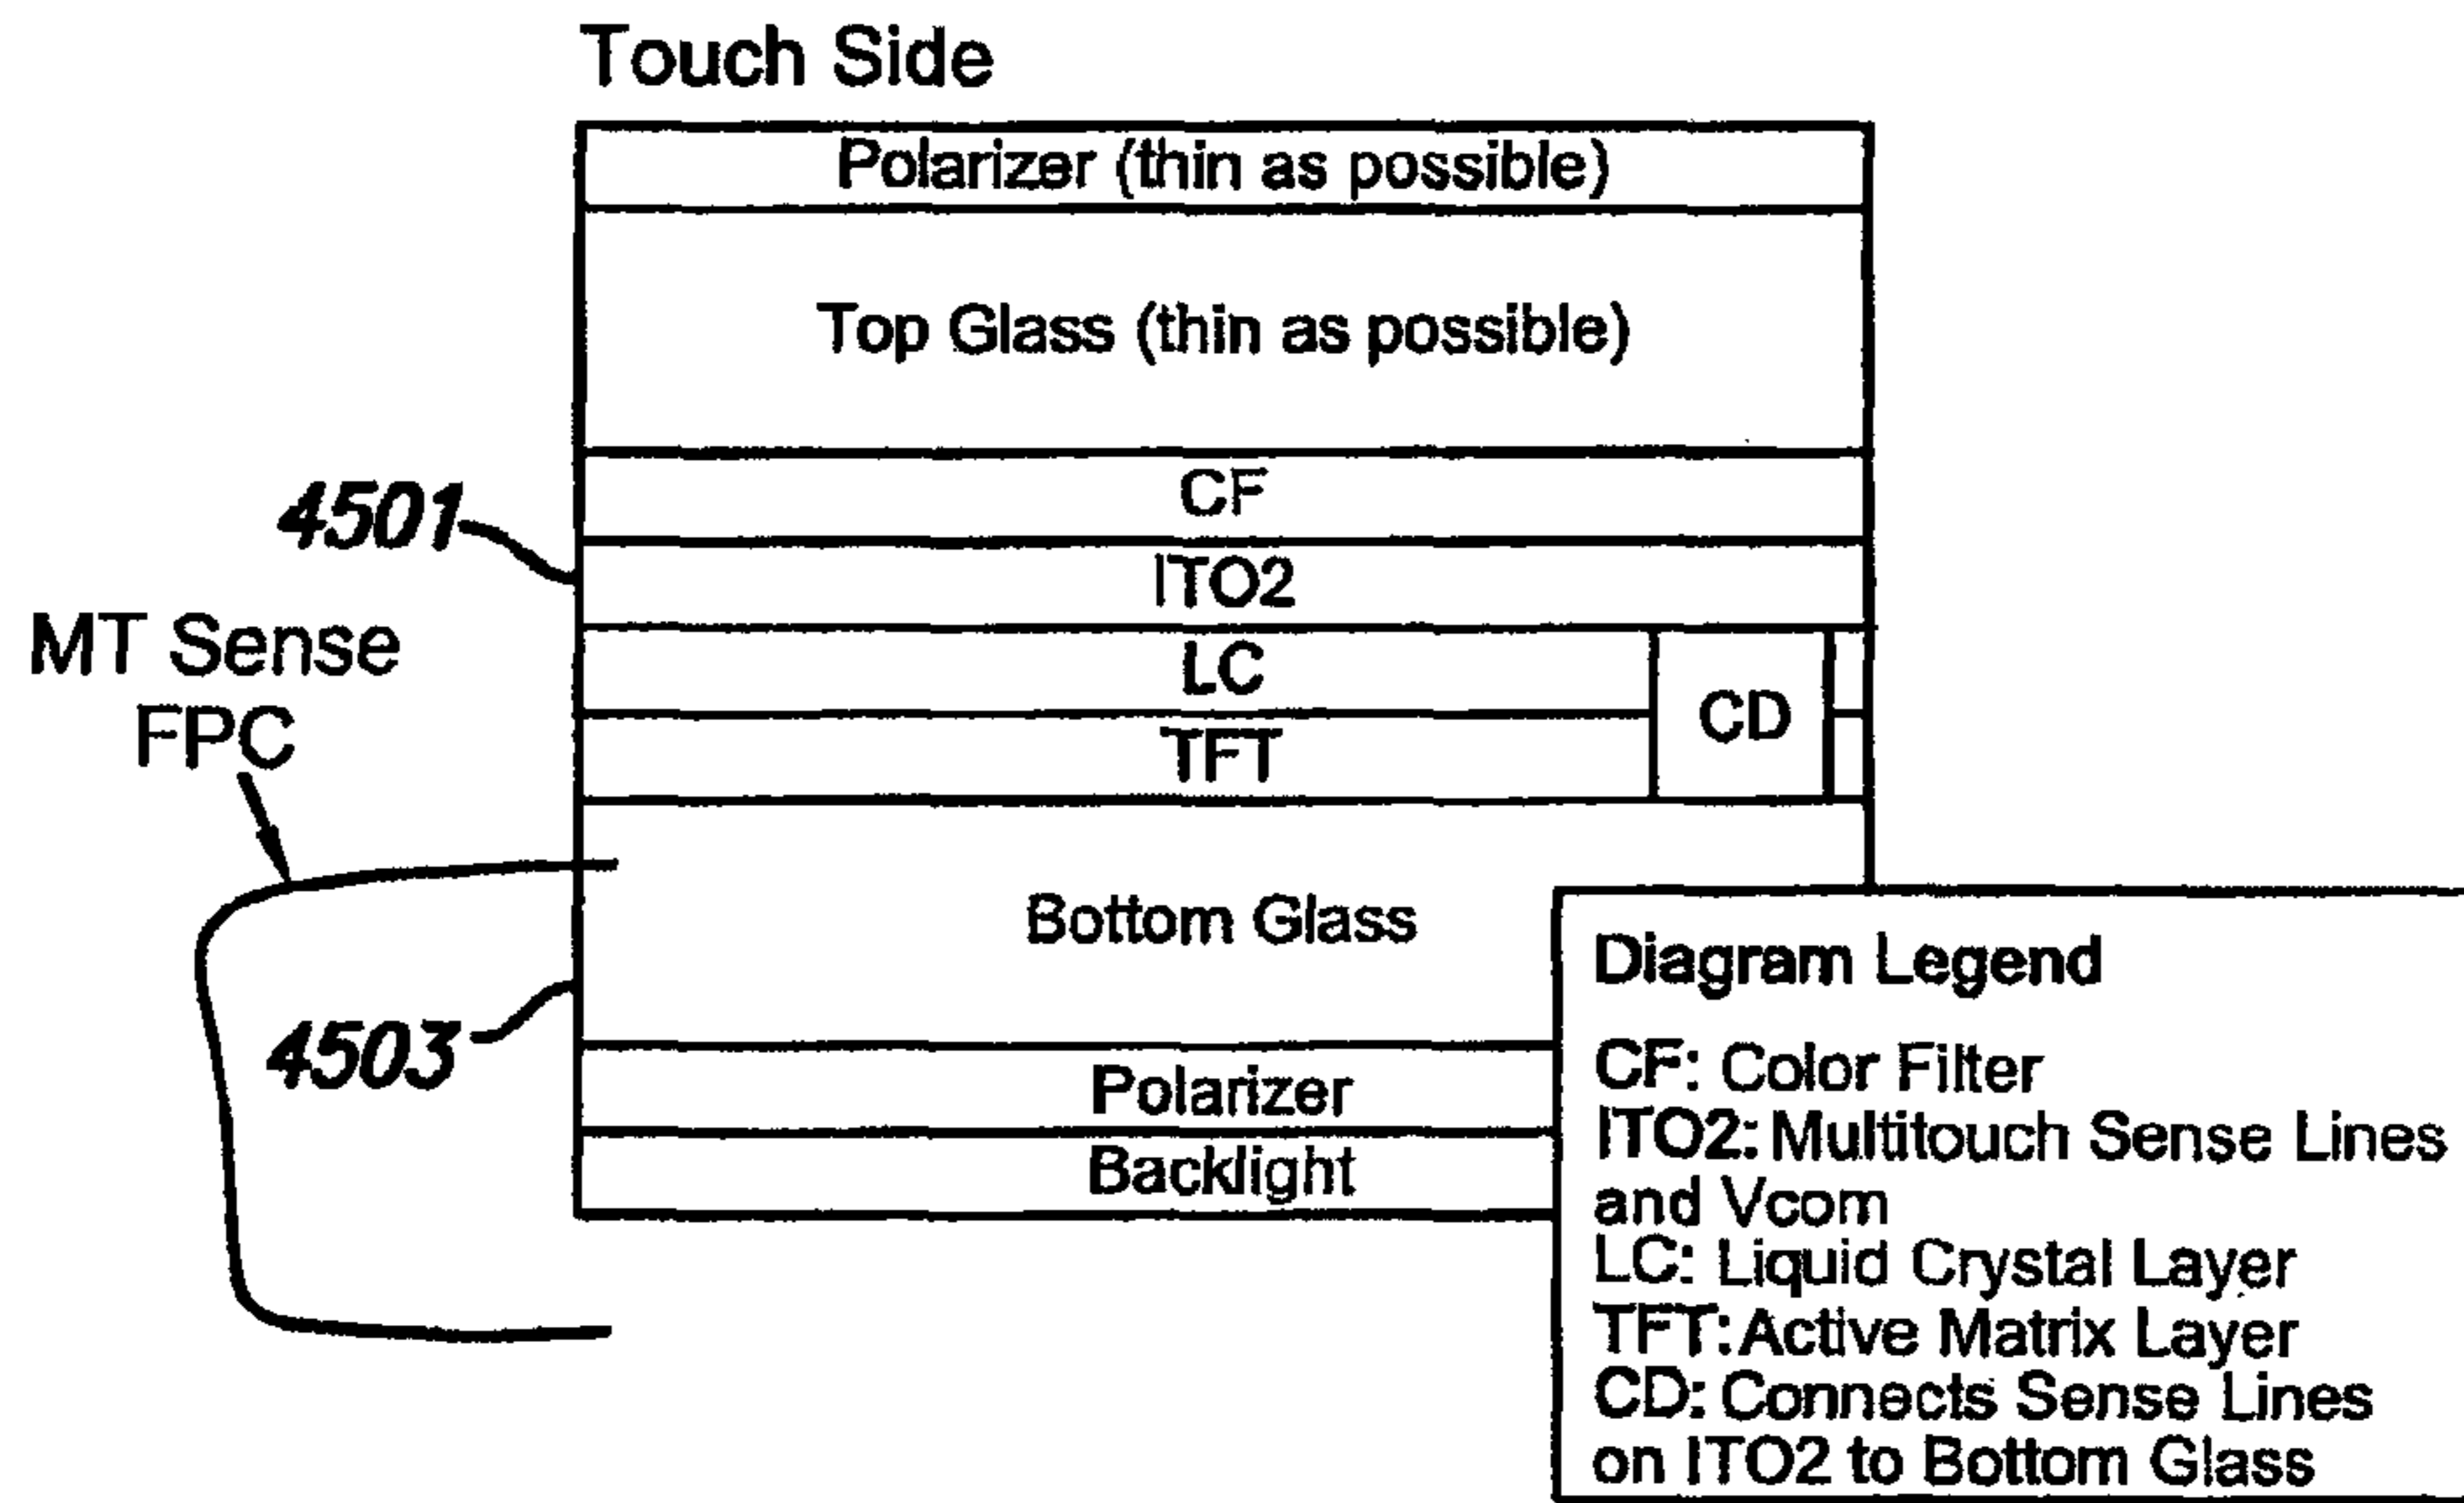 Touch Side
Polarizer (thin as possible)
Top Glass (thin as possible)
CF
4501
ITO2
MT Sense
FPC
LC
CD
TFT
Bottom Glass
4503
Polarizer
Backlight
Diagram Legend
CF: Color Filter
ITO2: Multitouch Sense Lines
and Vcom
LC: Liquid Crystal Layer
TFT: Active Matrix Layer
CD: Connects Sense Lines
on ITO2 to Bottom Glass